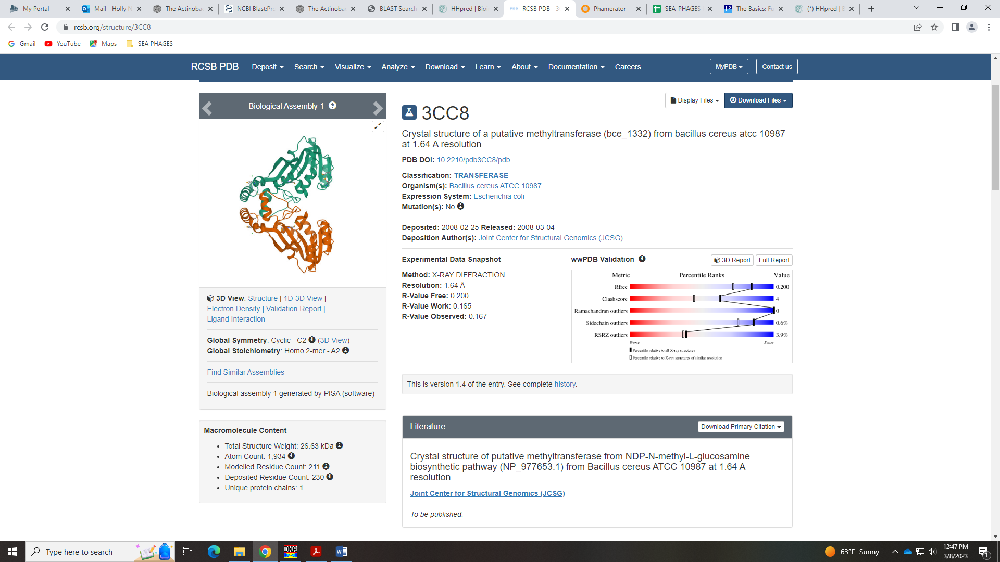 My Portal
Mail - Holly N
The Actinoba
NCBI Blast:Pro
The Actinoba
BLAST Search
HHpred | Bioi
RCSB PDB - 3
Phamerator
SEA-PHAGES
The Basics: Fu
(*) HHpred | B
rcsb.org/structure/3CC8
Gmail YouTube Maps SEA PHAGES
RCSB PDB Deposit Search Visualize Analyze Download Learn About Documentation Careers MyPDB Contact us
Biological Assembly 1
Display Files Download Files
3CC8
Crystal structure of a putative methyltransferase (bce_1332) from bacillus cereus atcc 10987
at 1.64 A resolution
PDB DOI: 10.2210/pdb3CC8/pdb
Classification: TRANSFERASE
Organism(s): Bacillus cereus ATCC 10987
Expression System: Escherichia coli
Mutation(s): No
Deposited: 2008-02-25 Released: 2008-03-04
Deposition Author(s): Joint Center for Structural Genomics (JCSG)
Experimental Data Snapshot
Method: X-RAY DIFFRACTION
Resolution: 1.64 Å
R-Value Free: 0.200
R-Value Work: 0.165
R-Value Observed: 0.167
wwPDB Validation 3D Report Full Report
Metric Percentile Ranks Value
Rfree 0.200
Clashscore 4
Ramachandran outliers 0
Sidechain outliers 0.6%
RSRZ outliers 3.9%
Worse Better
Percentile relative to all X-ray structures
Percentile relative to X-ray structures of similar resolution
3D View: Structure | 1D-3D View |
Electron Density | Validation Report |
Ligand Interaction
Global Symmetry: Cyclic - C2 (3D View)
Global Stoichiometry: Homo 2-mer - A2
Find Similar Assemblies
Biological assembly 1 generated by PISA (software)
This is version 1.4 of the entry. See complete history.
Macromolecule Content
Total Structure Weight: 26.63 kDa
Atom Count: 1,934
Modelled Residue Count: 211
Deposited Residue Count: 230
Unique protein chains: 1
Literature Download Primary Citation
Crystal structure of putative methyltransferase from NDP-N-methyl-L-glucosamine
biosynthetic pathway (NP_977653.1) from Bacillus cereus ATCC 10987 at 1.64 A
resolution
Joint Center for Structural Genomics (JCSG)
To be published.
Type here to search
DNA
63°F Sunny
12:47 PM
3/8/2023
1